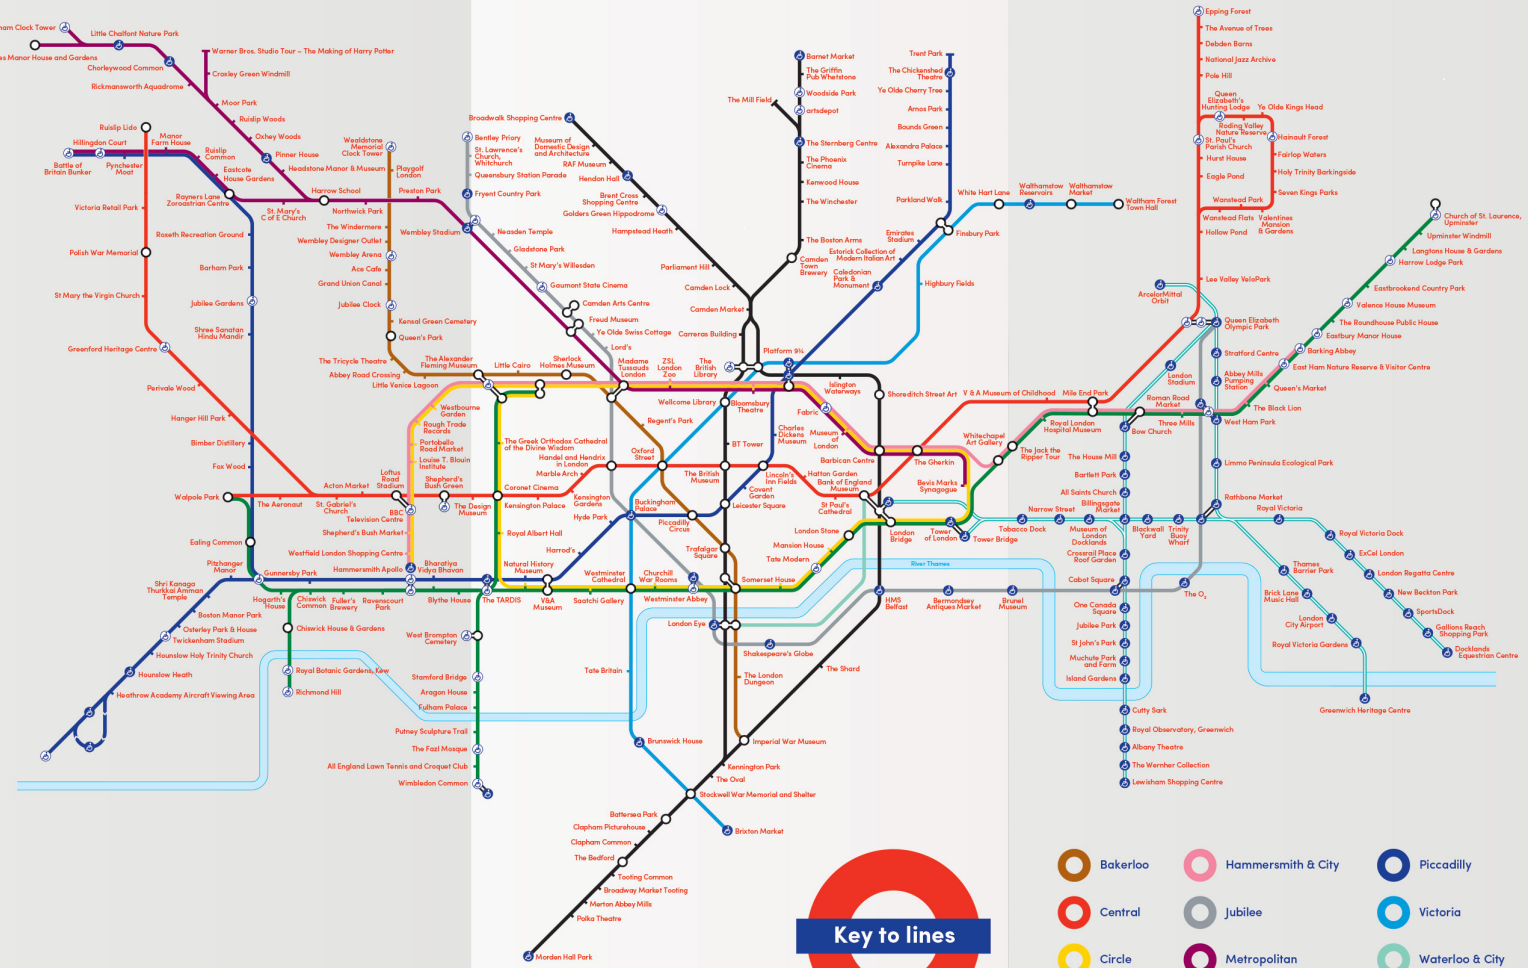 nam Clock Tower
Little Chalfont Nature Park
es Manor House and Gardens
Chorleywood Common
Rickmansworth Aquadrome
Warner Bros. Studio Tour – The Making of Harry Potter
Croxley Green Windmill
Moor Park
Ruislip Woods
Oxhey Woods
Pinner House
Headstone Manor & Museum
Harrow School
Ruislip Lido
Hillingdon Court
Manor
Farm House
Ruislip
Common
Battle of
Britain Bunker
Pynchester
Moat
Eastcote
House Gardens
Rayners Lane
Zoroastrian Centre
St. Mary's
C of E Church
Northwick Park
Preston Park
Victoria Retail Park
Roxeth Recreation Ground
Polish War Memorial
Barham Park
St Mary the Virgin Church
Jubilee Gardens
Shree Sanatan
Hindu Mandir
Greenford Heritage Centre
Perivale Wood
Hanger Hill Park
Bimber Distillery
Fox Wood
Wealdstone
Memorial
Clock Tower
Playgolf
London
The Windermere
Wembley Designer Outlet
Wembley Arena
Ace Cafe
Grand Union Canal
Jubilee Clock
Kensal Green Cemetery
Queen's Park
The Tricycle Theatre
Abbey Road Crossing
The Alexander
Fleming Museum
Little Venice Lagoon
Little Cairo
Sherlock
Holmes Museum
Bentley Priory
St. Lawrence's
Church,
Whitchurch
Queensbury Station Parade
Fryent Country Park
Wembley Stadium
Neasden Temple
Gladstone Park
St Mary's Willesden
Gaumont State Cinema
Camden Arts Centre
Freud Museum
Ye Olde Swiss Cottage
Lord's
Madame
Tussauds
London
ZSL
London
Zoo
The
British
Library
Broadwalk Shopping Centre
Museum of
Domestic Design
and Architecture
RAF Museum
Hendon Hall
Brent Cross
Shopping Centre
Golders Green Hippodrome
Hampstead Heath
Parliament Hill
Camden Lock
Camden Market
Carreras Building
Barnet Market
The Griffin
Pub Whetstone
Woodside Park
artsdepot
The Mill Field
The Sternberg Centre
The Phoenix
Cinema
Kenwood House
The Winchester
The Boston Arms
Camden
Town
Brewery
Trent Park
The Chickenshed
Theatre
Ye Olde Cherry Tree
Arnos Park
Bounds Green
Alexandra Palace
Turnpike Lane
Parkland Walk
Emirates
Stadium
Estorick Collection of
Modern Italian Art
Caledonian
Park &
Monument
Platform 9¾
White Hart Lane
Walthamstow
Reservoirs
Walthamstow
Market
Waltham Forest
Town Hall
Finsbury Park
Highbury Fields
Islington
Waterways
Epping Forest
The Avenue of Trees
Debden Barns
National Jazz Archive
Pole Hill
Queen
Elizabeth's
Hunting Lodge
Ye Olde Kings Head
Roding Valley
Nature Reserve
Hainault Forest
St. Paul's
Parish Church
Hurst House
Fairlop Waters
Eagle Pond
Holy Trinity Barkingside
Seven Kings Parks
Wanstead Park
Wanstead Flats
Valentines
Mansion
& Gardens
Hollow Pond
Lee Valley VeloPark
ArcelorMittal
Orbit
Queen Elizabeth
Olympic Park
Stratford Centre
London
Stadium
Abbey Mills
Pumping
Station
Roman Road
Market
West Ham Park
Church of St. Laurence,
Upminster
Upminster Windmill
Langtons House & Gardens
Harrow Lodge Park
Eastbrookend Country Park
Valence House Museum
The Roundhouse Public House
Eastbury Manor House
Barking Abbey
East Ham Nature Reserve & Visitor Centre
Queen's Market
The Black Lion
Three Mills
Bow Church
Mile End Park
V & A Museum of Childhood
Royal London
Hospital Museum
Whitechapel
Art Gallery
The Jack the
Ripper Tour
Shoreditch Street Art
The Gherkin
Bevis Marks
Synagogue
Fabric
Museum
of
London
Barbican Centre
Bank of England
Museum
Hatton Garden
St Paul's
Cathedral
Charles
Dickens
Museum
Lincoln's
Inn Fields
Covent
Garden
Leicester Square
Wellcome Library
Bloomsbury
Theatre
BT Tower
The British
Museum
Regent's Park
Oxford
Street
Handel and Hendrix
in London
Marble Arch
Kensington
Gardens
Hyde Park
Buckingham
Palace
Piccadilly
Circus
Trafalgar
Square
Westbourne
Garden
Rough Trade
Records
Portobello
Road Market
Louise T. Blouin
Institute
The Greek Orthodox Cathedral
of the Divine Wisdom
Coronet Cinema
Kensington Palace
Royal Albert Hall
Harrod's
Natural History
Museum
Loftus
Road
Stadium
Shepherd's
Bush Green
The Design
Museum
Acton Market
St. Gabriel's
Church
The Aeronaut
Walpole Park
BBC
Television Centre
Shepherd's Bush Market
Westfield London Shopping Centre
Hammersmith Apollo
Bharatiya
Vidya Bhavan
Ealing Common
Pitzhanger
Manor
Gunnersby Park
Shri Kanaga
Thurkkai Amman
Temple
Hogarth's
House
Chiswick
Common
Fuller's
Brewery
Ravenscourt
Park
Blythe House
The TARDIS
V&A
Museum
Saatchi Gallery
Westminster
Cathedral
Churchill
War Rooms
Westminster Abbey
Somerset House
Tate Modern
Mansion House
London Stone
London
Bridge
Tower
of London
Tower Bridge
Tobacco Dock
Narrow Street
Museum of
London
Docklands
Billingsgate
Market
All Saints Church
Bartlett Park
The House Mill
Blackwall
Yard
Trinity
Buoy
Wharf
Limmo Peninsula Ecological Park
Rathbone Market
Royal Victoria
Royal Victoria Dock
ExCel London
London Regatta Centre
New Beckton Park
SportsDock
Gallions Reach
Shopping Park
Docklands
Equestrian Centre
Thames
Barrier Park
Brick Lane
Music Hall
London
City Airport
Royal Victoria Gardens
Greenwich Heritage Centre
Crossrail Place
Roof Garden
Cabot Square
One Canada
Square
Jubilee Park
St John's Park
Muchute Park
and Farm
Island Gardens
Cutty Sark
Royal Observatory, Greenwich
Albany Theatre
The Wernher Collection
Lewisham Shopping Centre
The O2
River Thames
HMS
Belfast
Bermondsey
Antiques Market
Brunel
Museum
London Eye
Shakespeare's Globe
The Shard
The London
Dungeon
Tate Britain
Imperial War Museum
Brunswick House
Kennington Park
The Oval
Stockwell War Memorial and Shelter
Brixton Market
Battersea Park
Clapham Picturehouse
Clapham Common
The Bedford
Tooting Common
Broadway Market Tooting
Merton Abbey Mills
Polka Theatre
Morden Hall Park
Boston Manor Park
Osterley Park & House
Twickenham Stadium
Hounslow Holy Trinity Church
Hounslow Heath
Heathrow Academy Aircraft Viewing Area
Chiswick House & Gardens
Royal Botanic Gardens, Kew
Richmond Hill
West Brompton
Cemetery
Stamford Bridge
Aragon House
Fulham Palace
Putney Sculpture Trail
The Fazl Mosque
All England Lawn Tennis and Croquet Club
Wimbledon Common
Key to lines
Bakerloo
Hammersmith & City
Piccadilly
Central
Jubilee
Victoria
Circle
Metropolitan
Waterloo & City